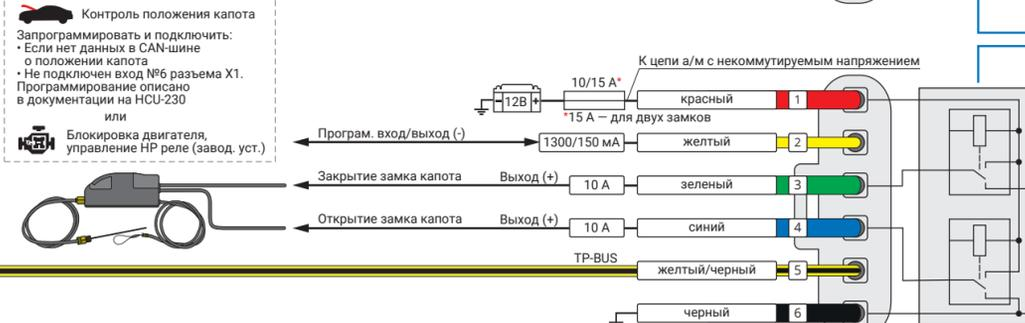 Контроль положения капота
Запрограммировать и подключить:
• Если нет данных в CAN-шине
о положении капота
• Не подключен вход №6 разъема X1.
Программирование описано
в документации на HCU-230
или
Блокировка двигателя,
управление НР реле (завод. уст.)
К цепи а/м с некоммутируемым напряжением
10/15 А*
12В
красный
1
*15 А — для двух замков
Програм. вход/выход (-)
1300/150 мА
желтый
2
Закрытие замка капота
Выход (+)
10 А
зеленый
3
Открытие замка капота
Выход (+)
10 А
синий
4
TP-BUS
желтый/черный
5
черный
6